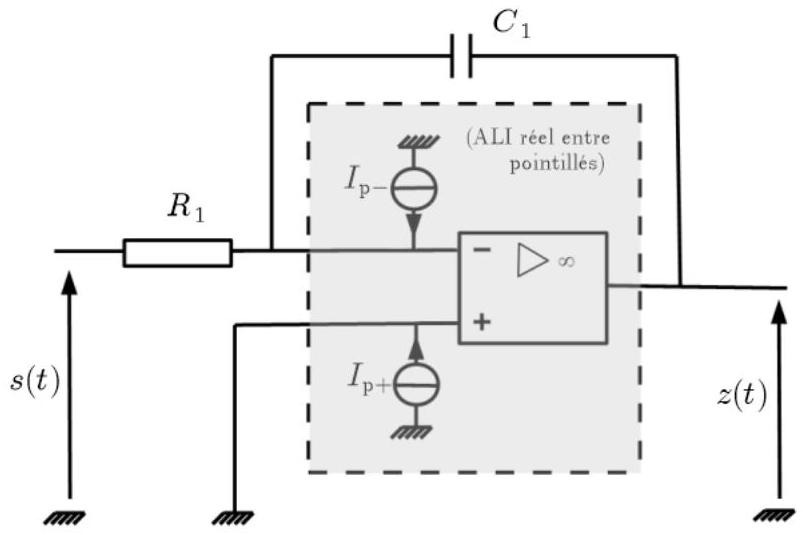 C₁
(ALI réel entre
pointillés)
Iₚ₋
R₁
− ▷ ∞
+
Iₚ₊
s(t)
z(t)